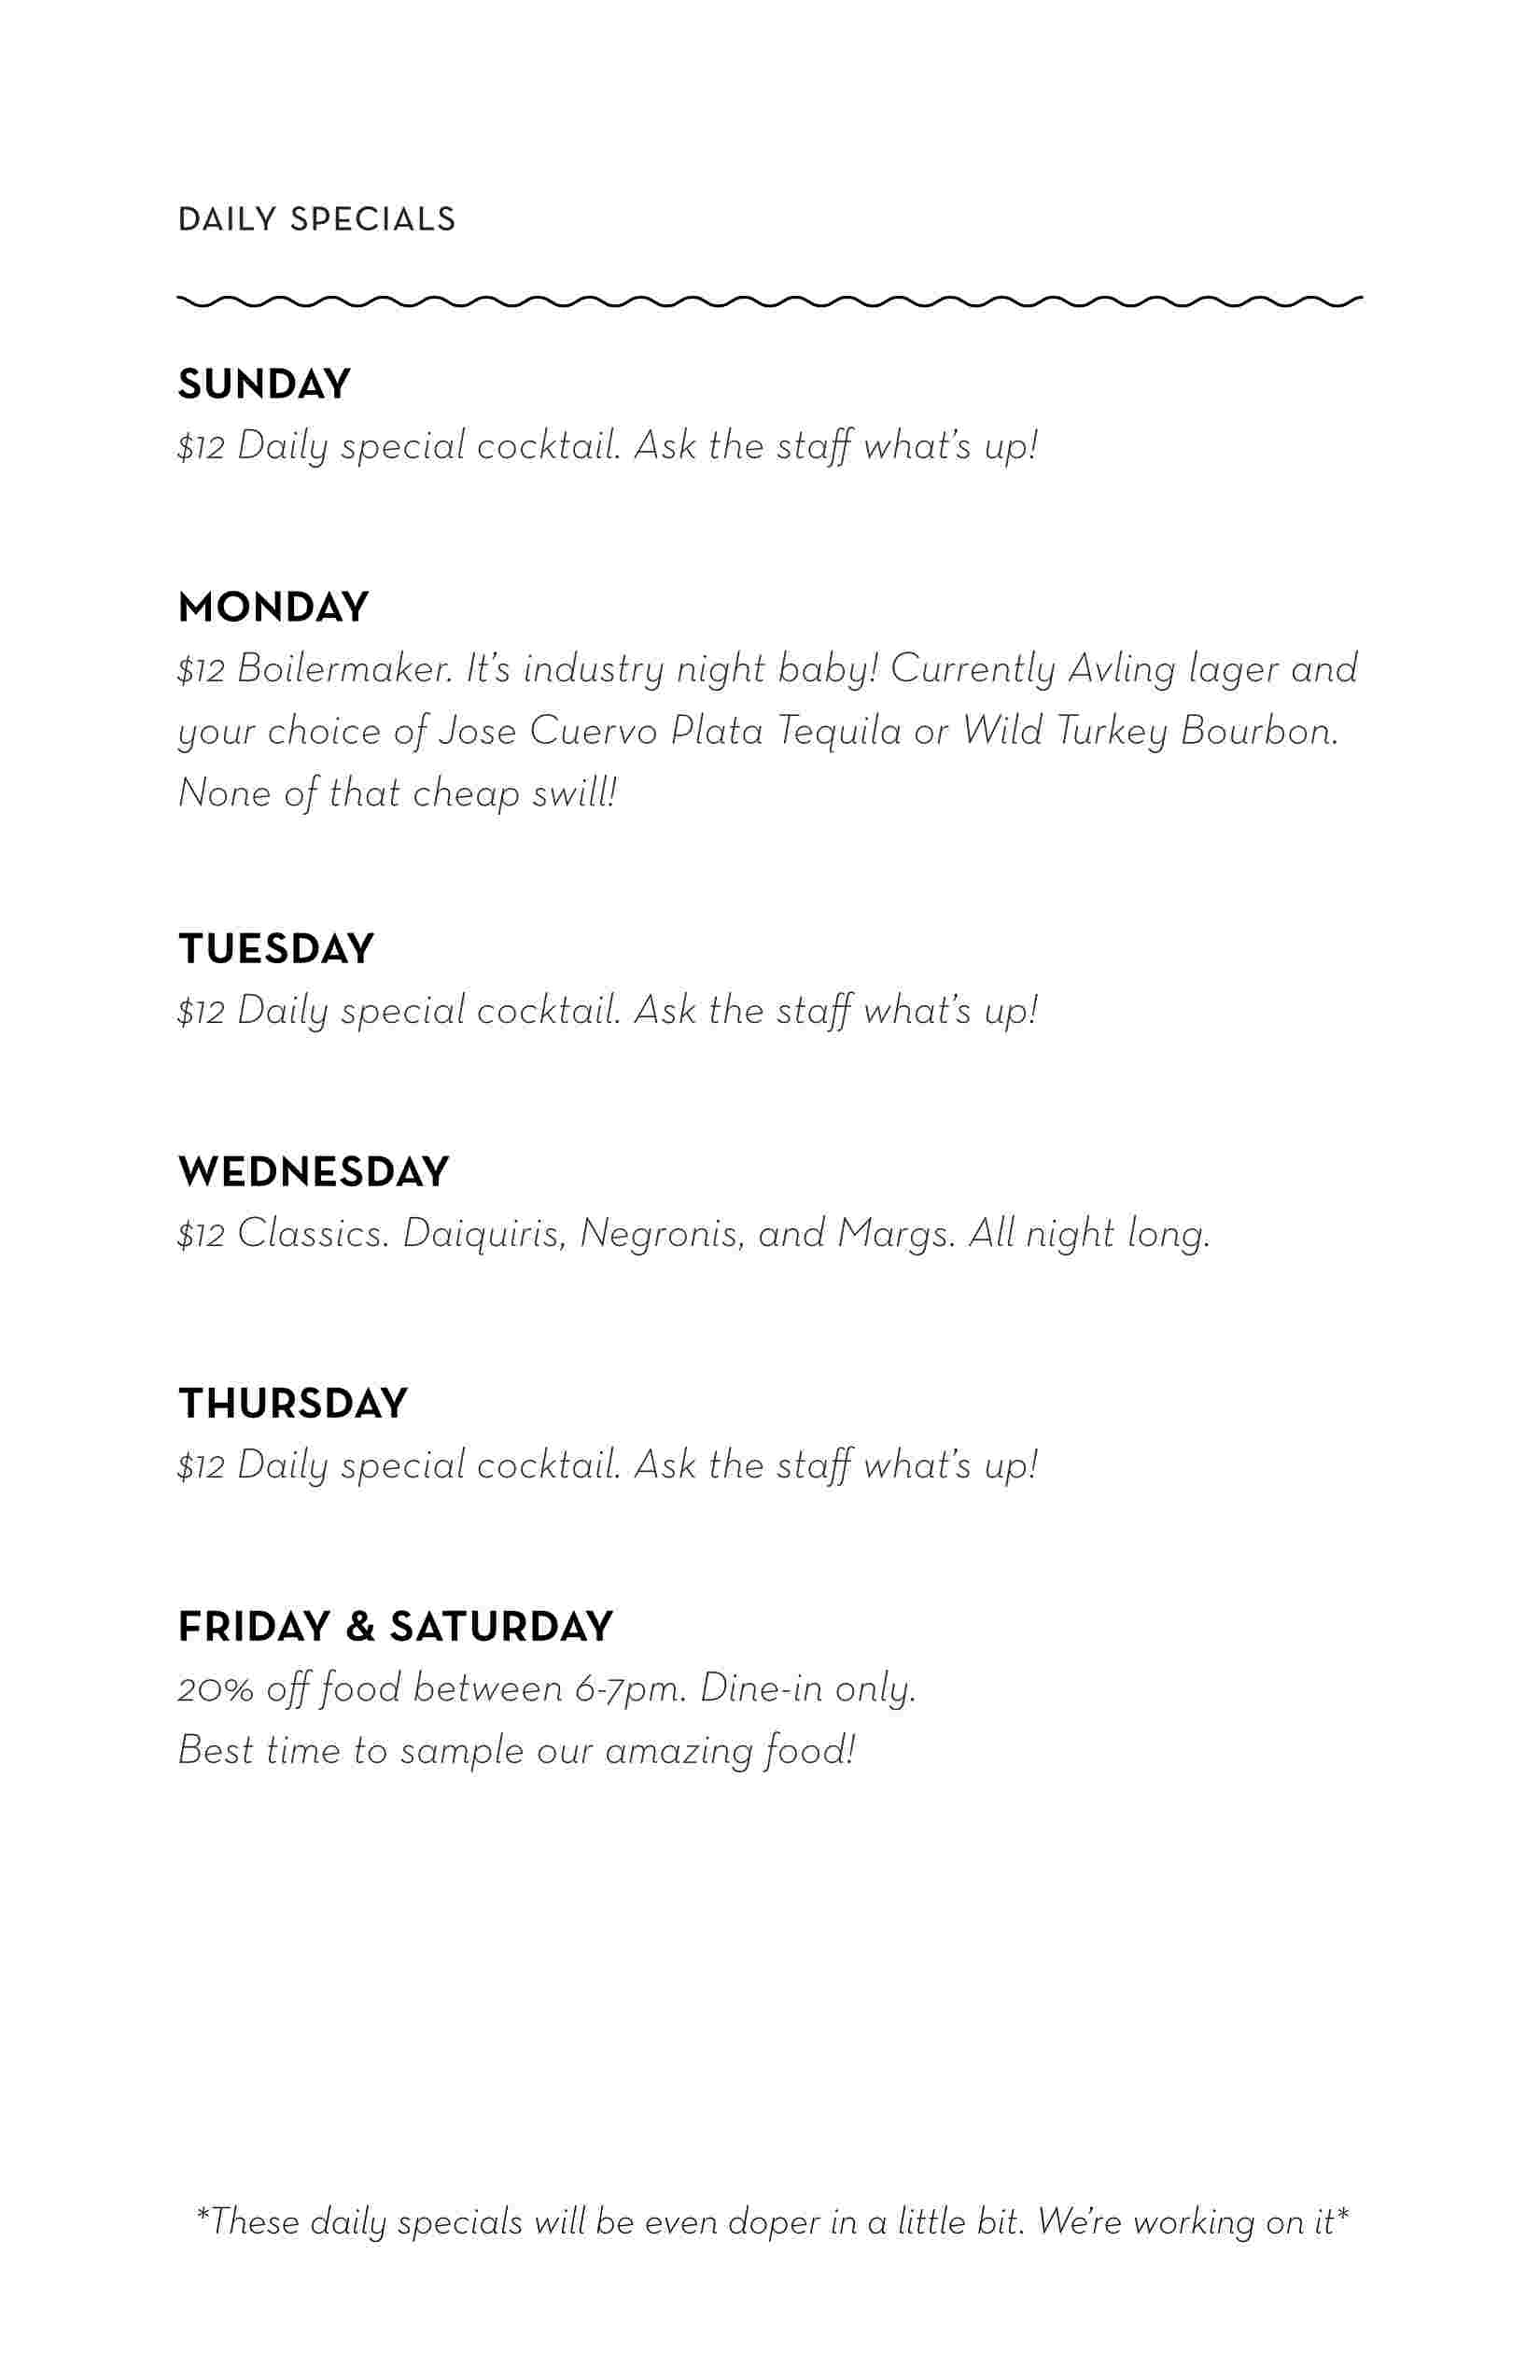 DAILY SPECIALS
SUNDAY
$12 Daily special cocktail. Ask the staff what’s up!
MONDAY
$12 Boilermaker. It’s industry night baby! Currently Avling lager and
your choice of Jose Cuervo Plata Tequila or Wild Turkey Bourbon.
None of that cheap swill!
TUESDAY
$12 Daily special cocktail. Ask the staff what’s up!
WEDNESDAY
$12 Classics. Daiquiris, Negronis, and Margs. All night long.
THURSDAY
$12 Daily special cocktail. Ask the staff what’s up!
FRIDAY & SATURDAY
20% off food between 6-7pm. Dine-in only.
Best time to sample our amazing food!
*These daily specials will be even doper in a little bit. We’re working on it*